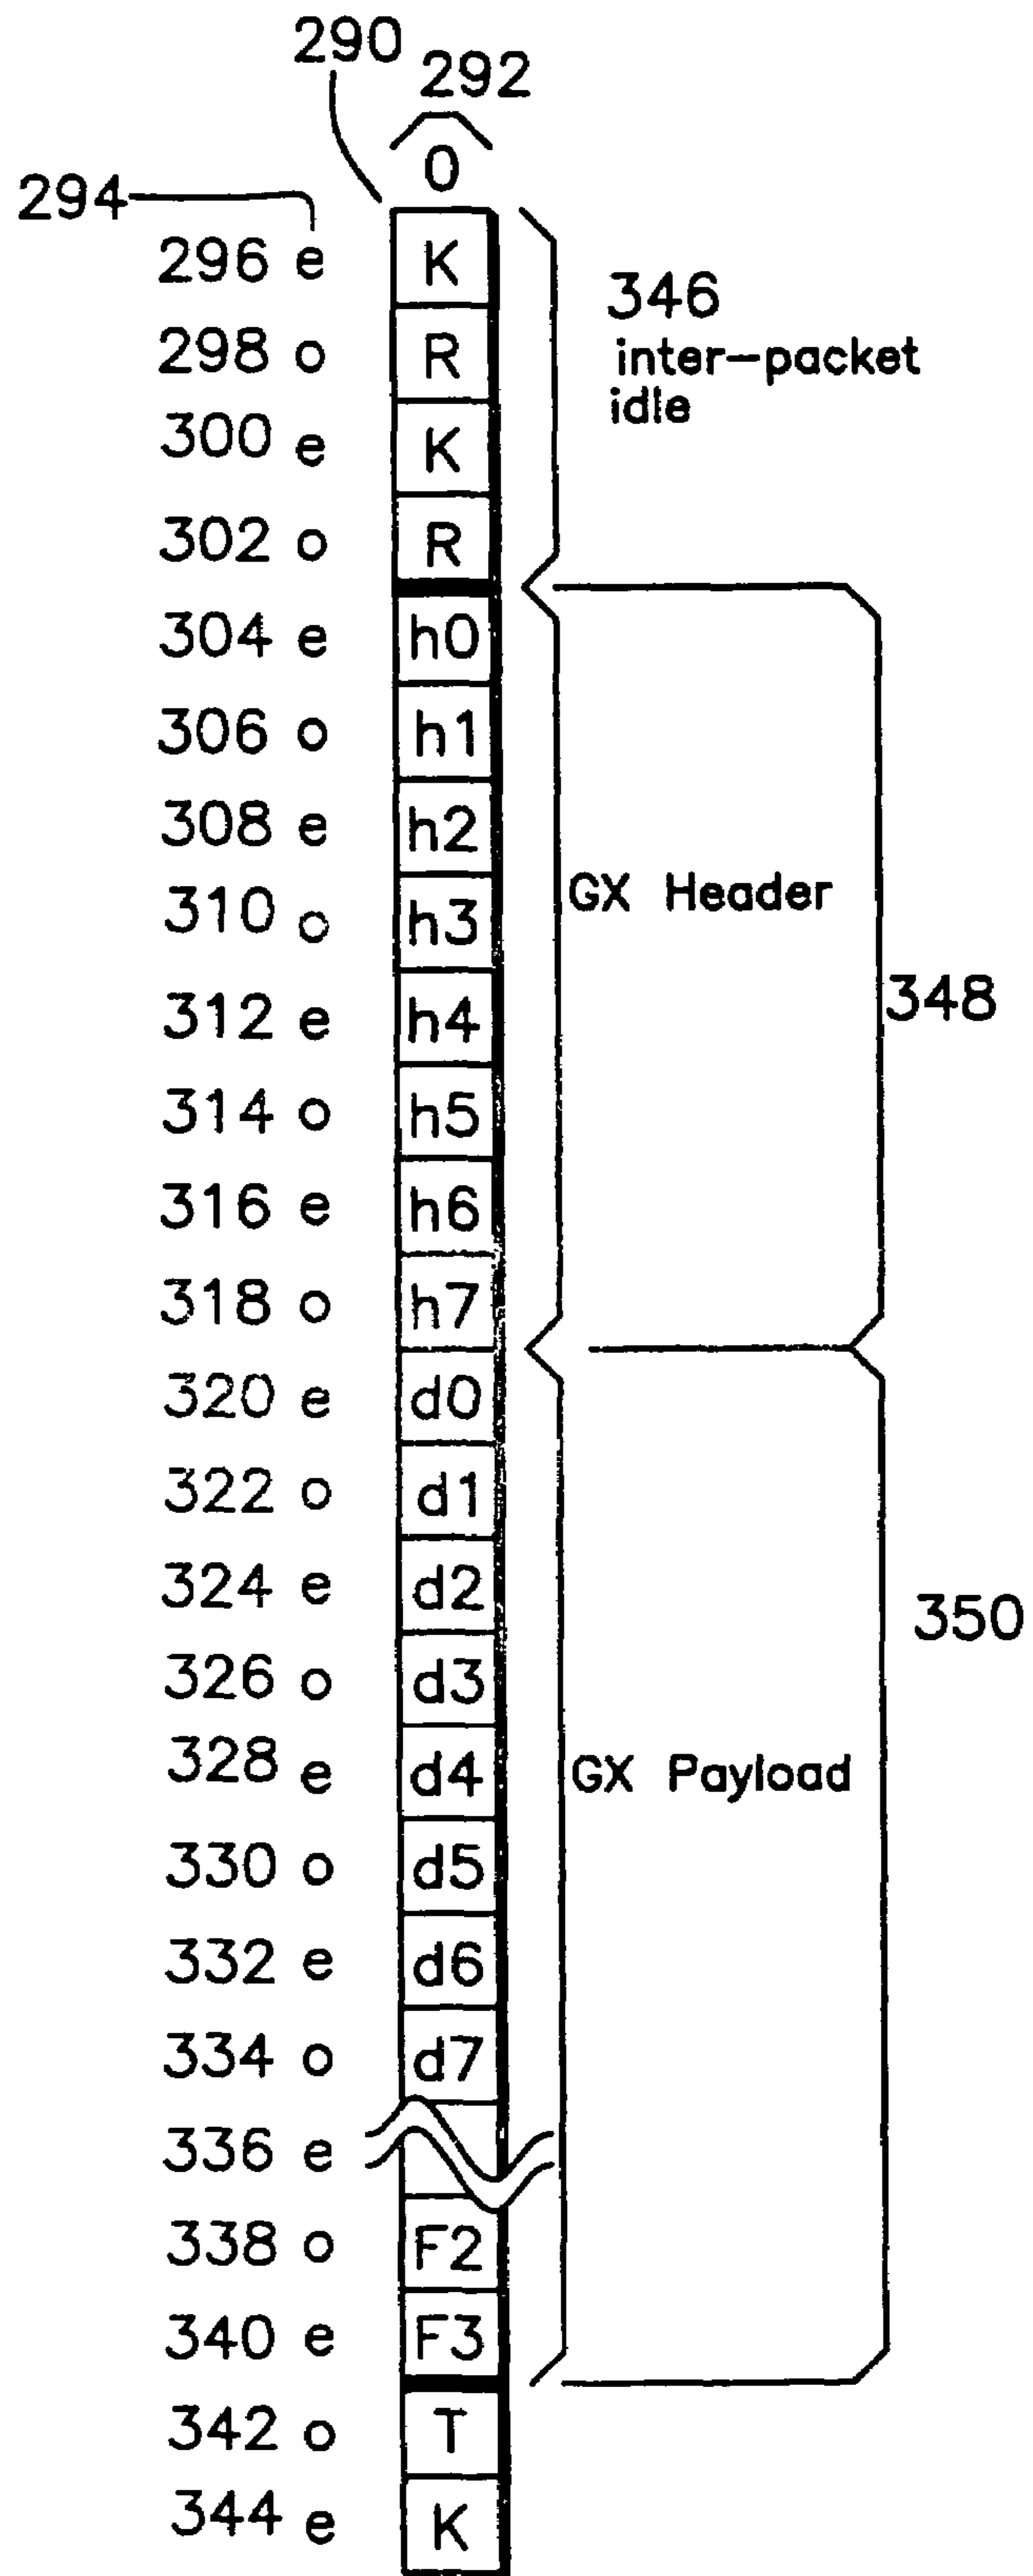 290
292
0
294
296 e K
298 o R
346
inter-packet
idle
300 e K
302 o R
304 e h0
306 o h1
308 e h2
GX Header
310 o h3
348
312 e h4
314 o h5
316 e h6
318 o h7
320 e d0
322 o d1
324 e d2
350
326 o d3
328 e d4
GX Payload
330 o d5
332 e d6
334 o d7
336 e
338 o F2
340 e F3
342 o T
344 e K